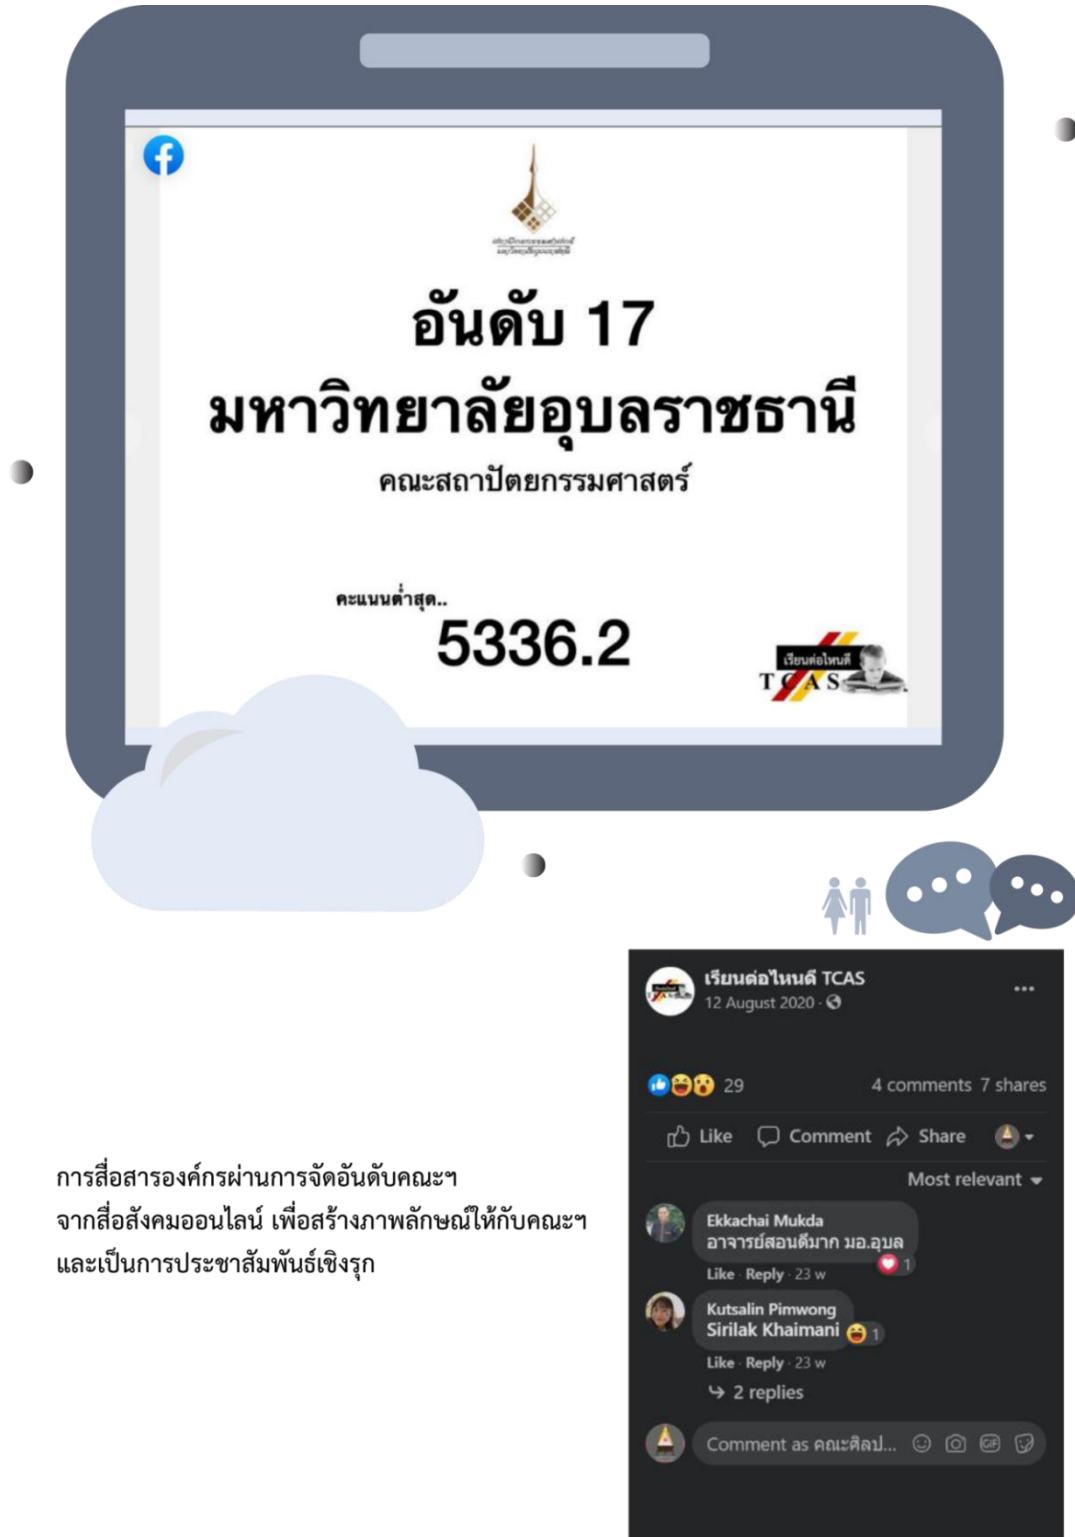 อันดับ 17
มหาวิทยาลัยอุบลราชธานี
คณะสถาปัตยกรรมศาสตร์
คะแนนต่ำสุด..
5336.2
เรียนต่อไหนดี
TCAS
เรียนต่อไหนดี TCAS
12 August 2020
29
4 comments 7 shares
Like Comment Share
Most relevant
Ekkachai Mukda
อาจารย์สอนดีมาก มอ.อุบล
1
Like · Reply · 23 w
Kutsalin Pimwong
Sirilak Khaimani
1
Like · Reply · 23 w
2 replies
Comment as คณะศิลป...
GIF
การสื่อสารองค์กรผ่านการจัดอันดับคณะฯ
จากสื่อสังคมออนไลน์ เพื่อสร้างภาพลักษณ์ให้กับคณะฯ
และเป็นการประชาสัมพันธ์เชิงรุก